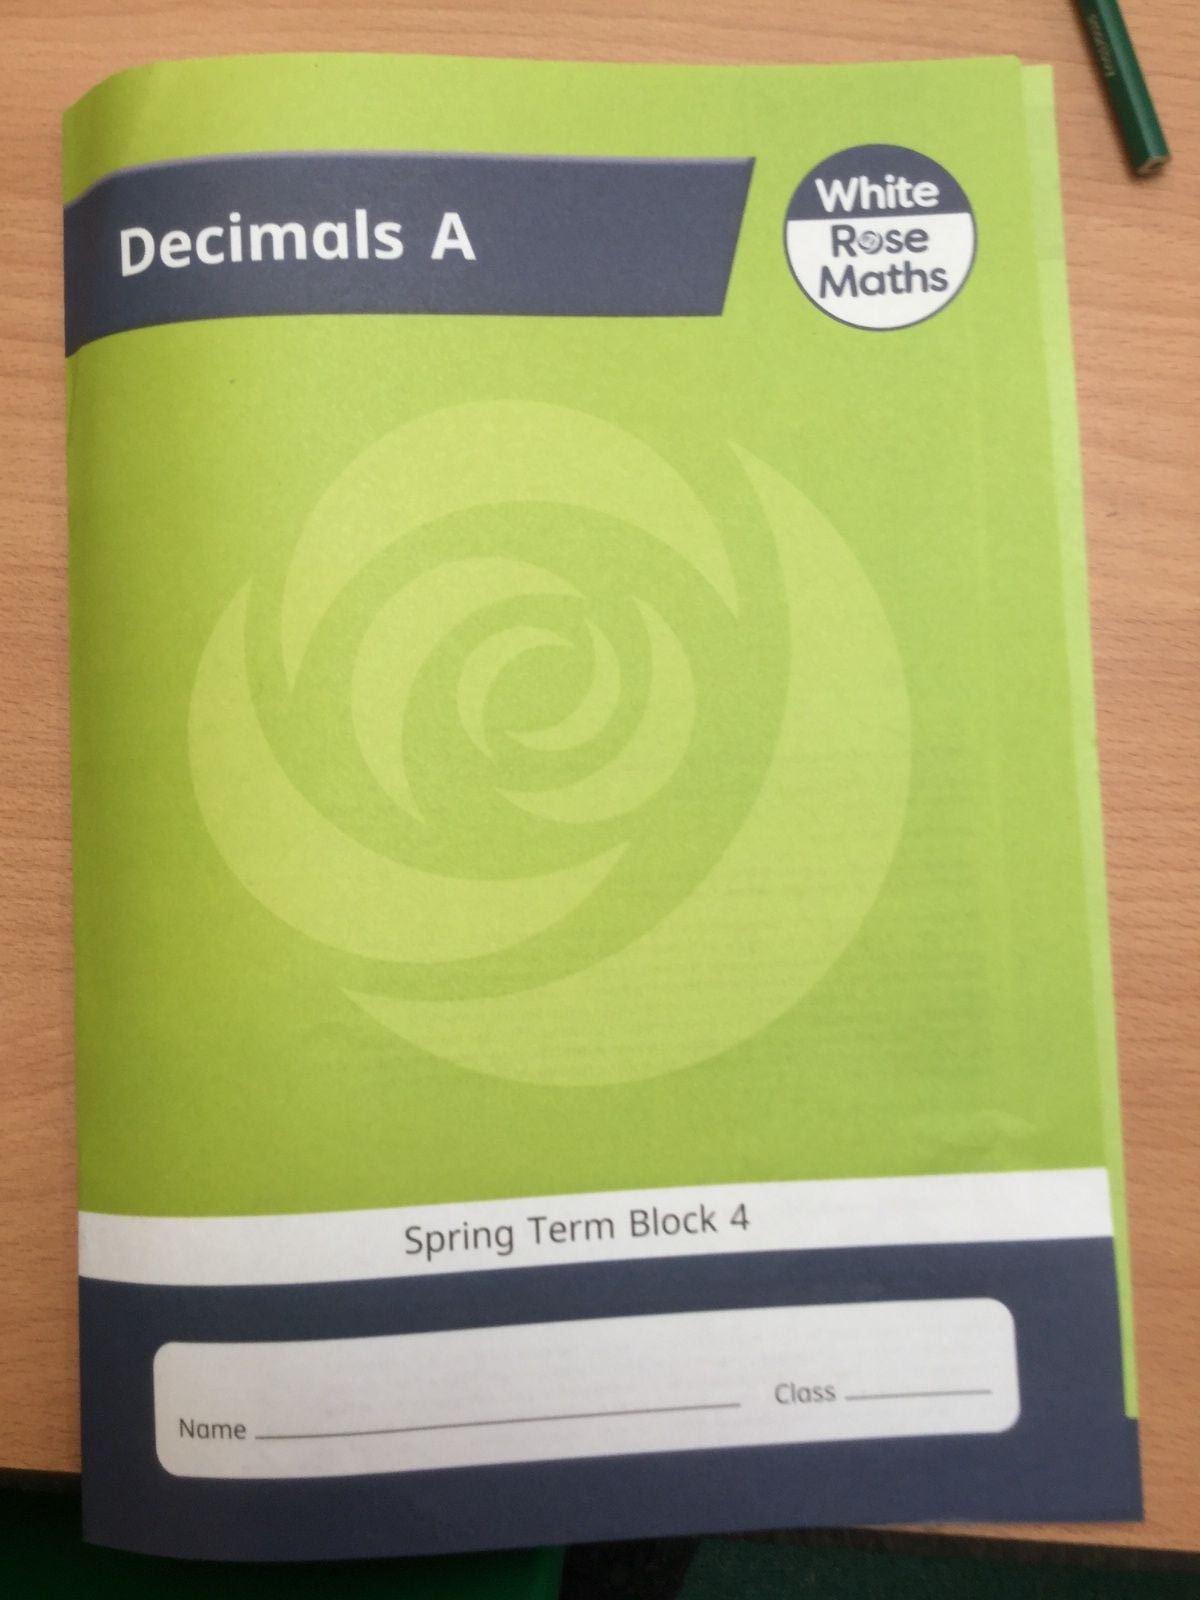 Decimals A
White
Rose
Maths
Spring Term Block 4
Name
Class